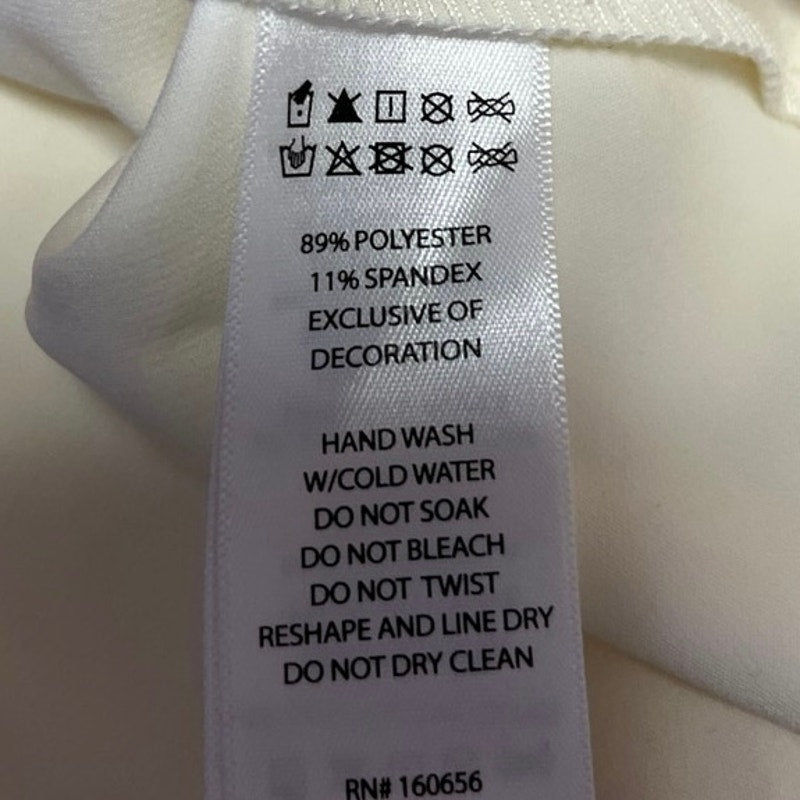 89% POLYESTER
11% SPANDEX
EXCLUSIVE OF
DECORATION
HAND WASH
W/COLD WATER
DO NOT SOAK
DO NOT BLEACH
DO NOT TWIST
RESHAPE AND LINE DRY
DO NOT DRY CLEAN
RN# 160656